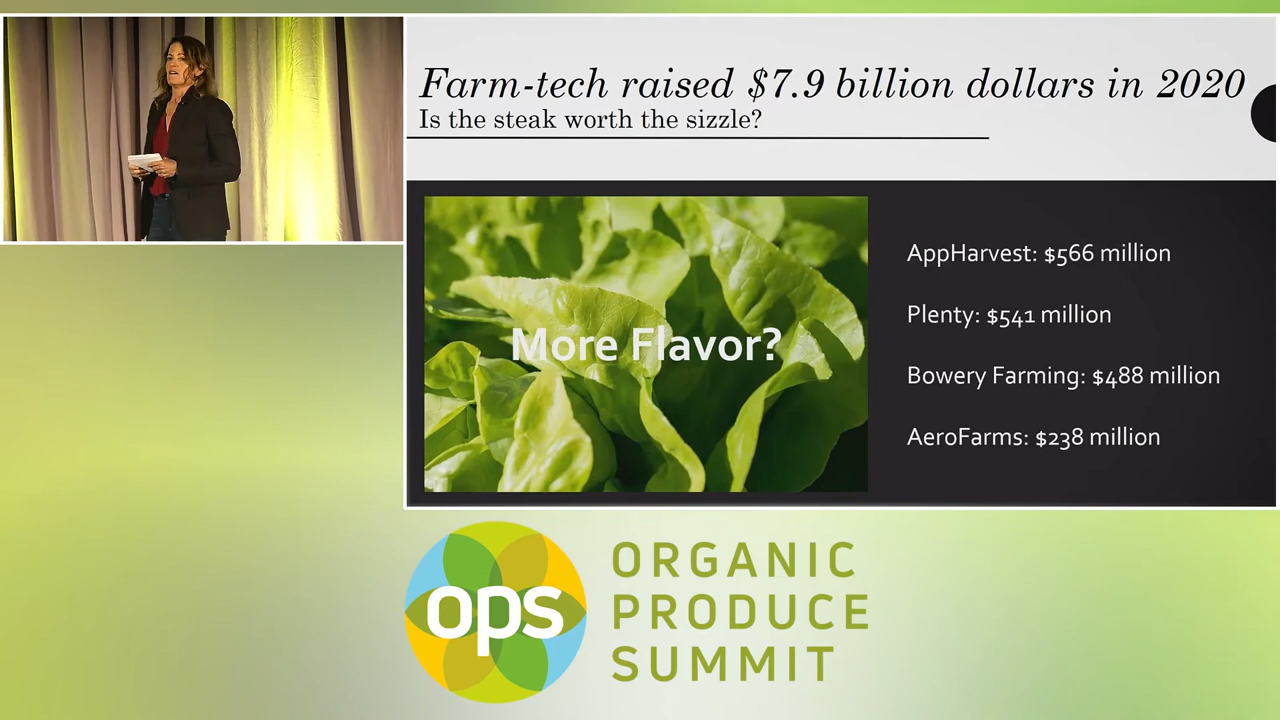 Farm-tech raised $7.9 billion dollars in 2020
Is the steak worth the sizzle?
More Flavor?
AppHarvest: $566 million
Plenty: $541 million
Bowery Farming: $488 million
AeroFarms: $238 million
ops
ORGANIC
PRODUCE
SUMMIT